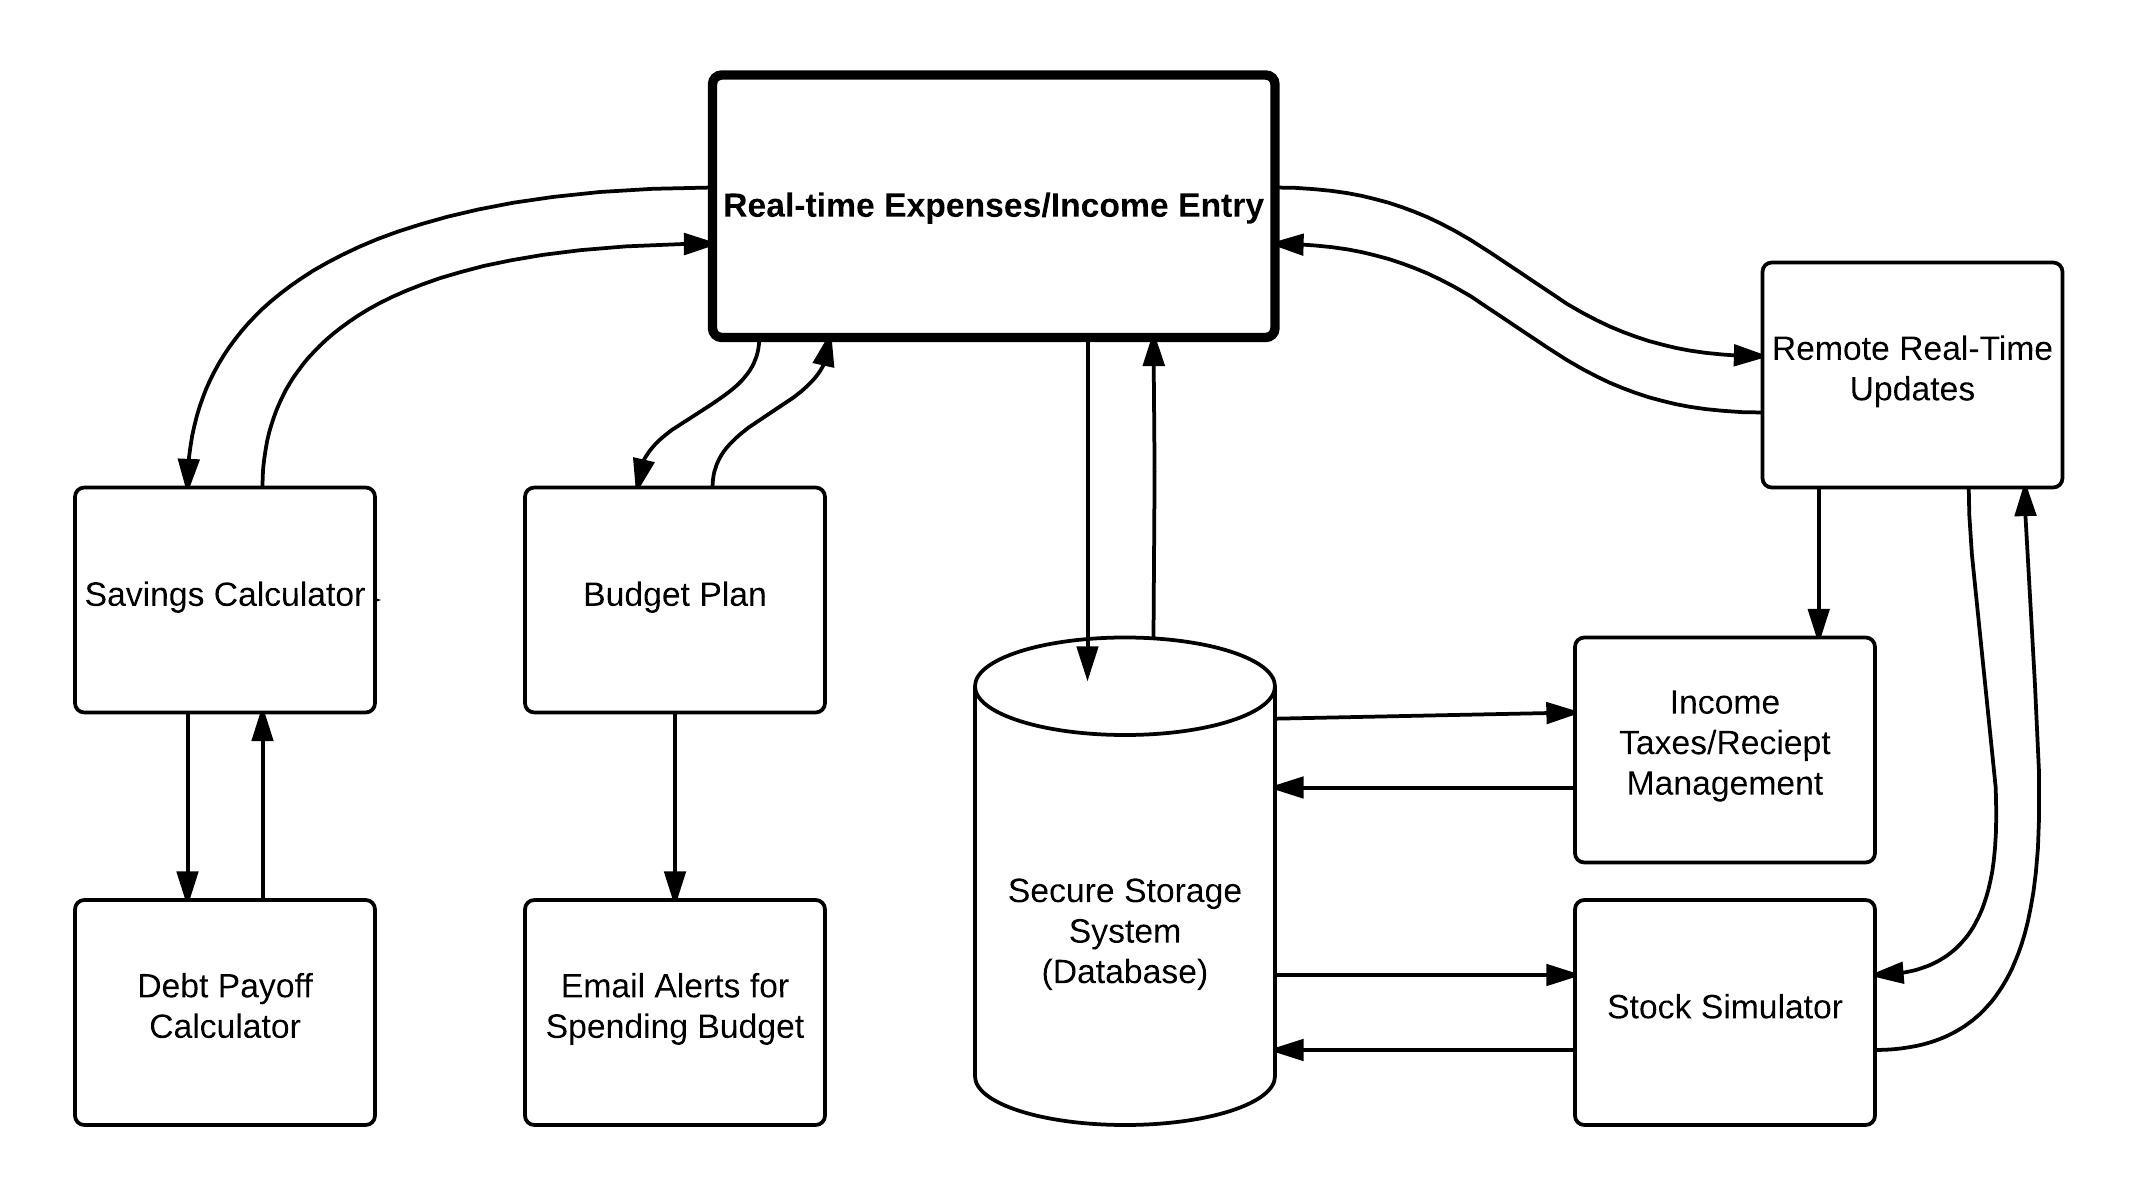 Real-time Expenses/Income Entry
Remote Real-Time
Updates
Savings Calculator
Budget Plan
Income
Taxes/Reciept
Management
Secure Storage
System
(Database)
Debt Payoff
Calculator
Email Alerts for
Spending Budget
Stock Simulator